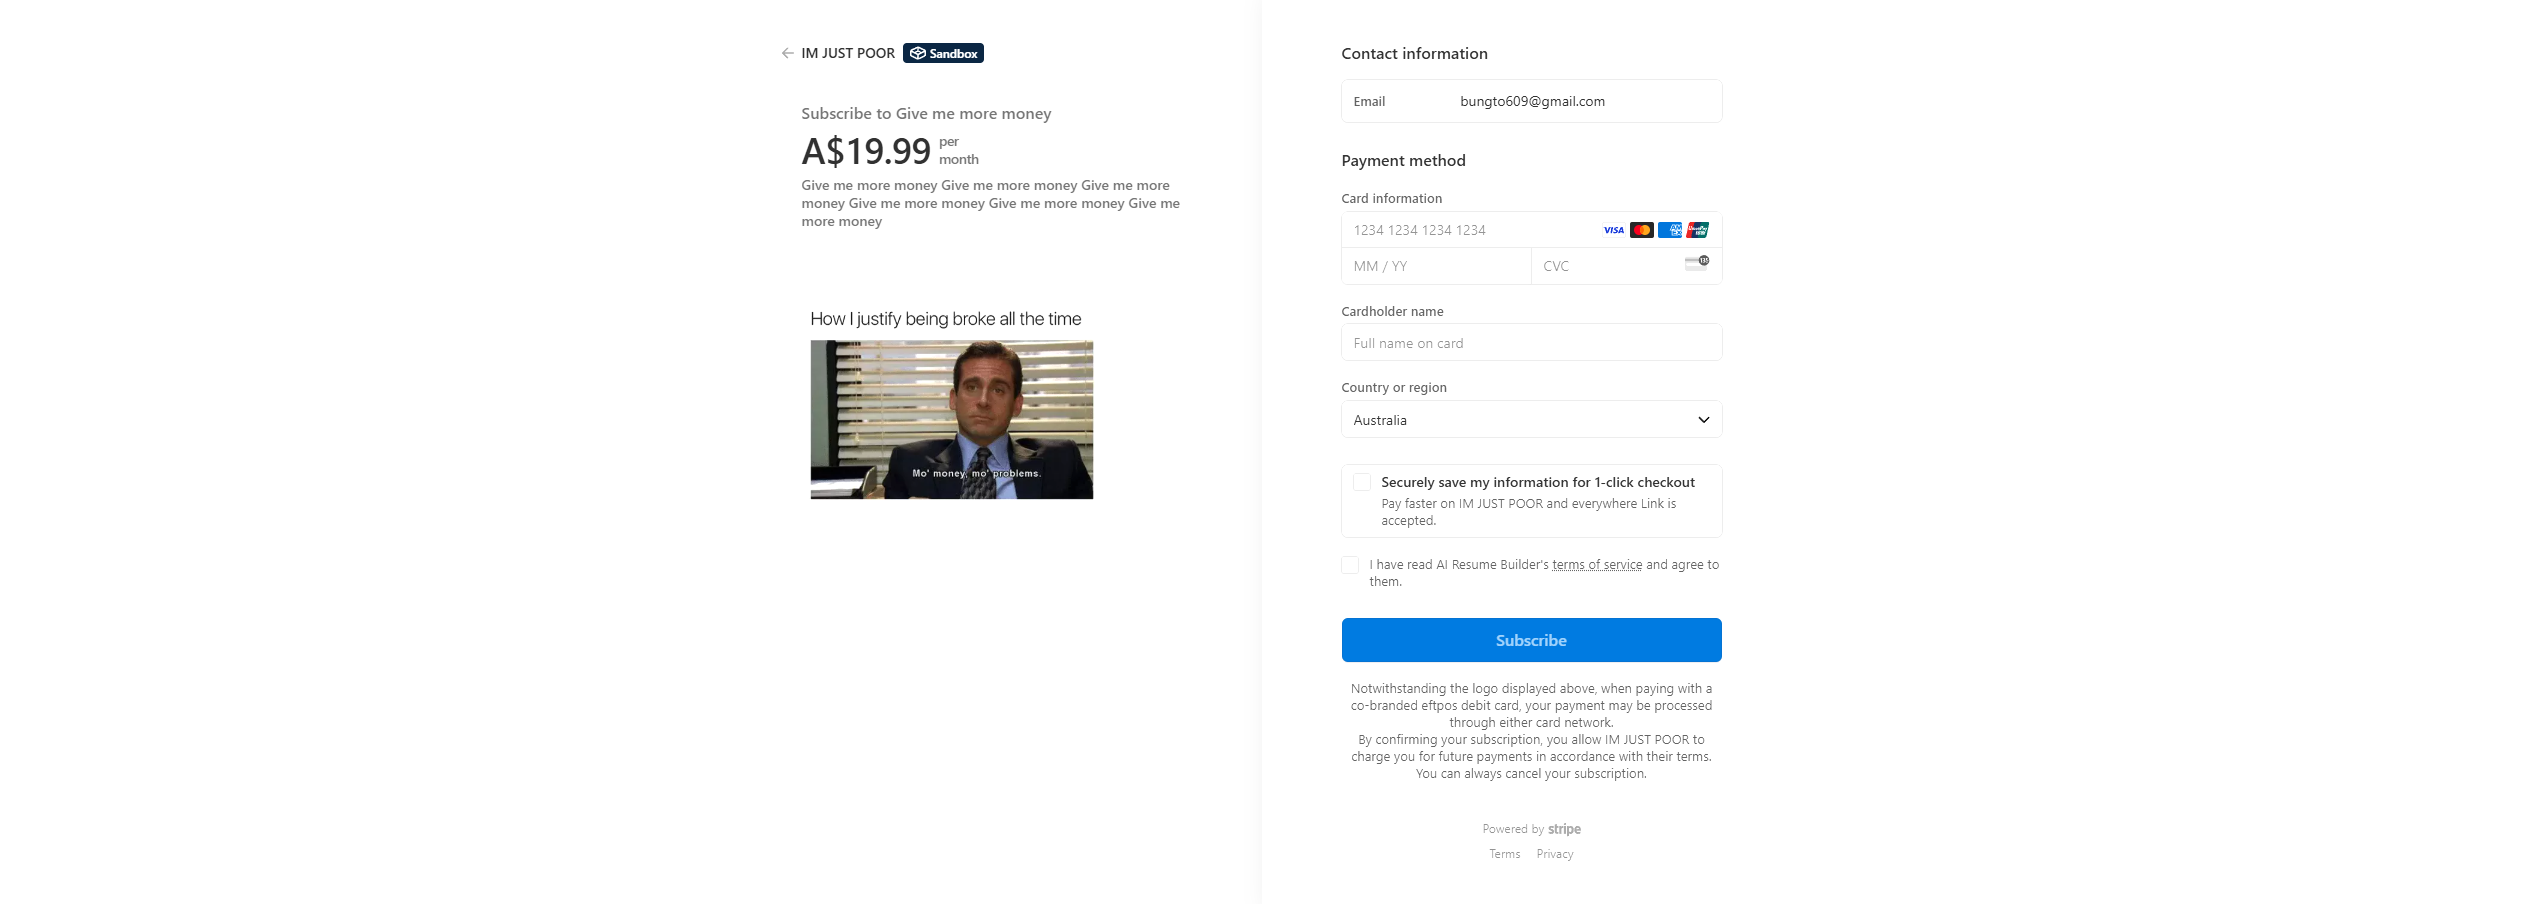 IM JUST POOR
Sandbox
Subscribe to Give me more money
A$19.99
per
month
Give me more money Give me more money Give me more
money Give me more money Give me more money Give me
more money
How I justify being broke all the time
Mo' money, mo' problems.
Contact information
Email
bungto609@gmail.com
Payment method
Card information
1234 1234 1234 1234
VISA
MM / YY
CVC
Cardholder name
Full name on card
Country or region
Australia
Securely save my information for 1-click checkout
Pay faster on IM JUST POOR and everywhere Link is
accepted.
I have read AI Resume Builder's terms of service and agree to
them.
Subscribe
Notwithstanding the logo displayed above, when paying with a
co-branded eftpos debit card, your payment may be processed
through either card network.
By confirming your subscription, you allow IM JUST POOR to
charge you for future payments in accordance with their terms.
You can always cancel your subscription.
Powered by stripe
Terms
Privacy